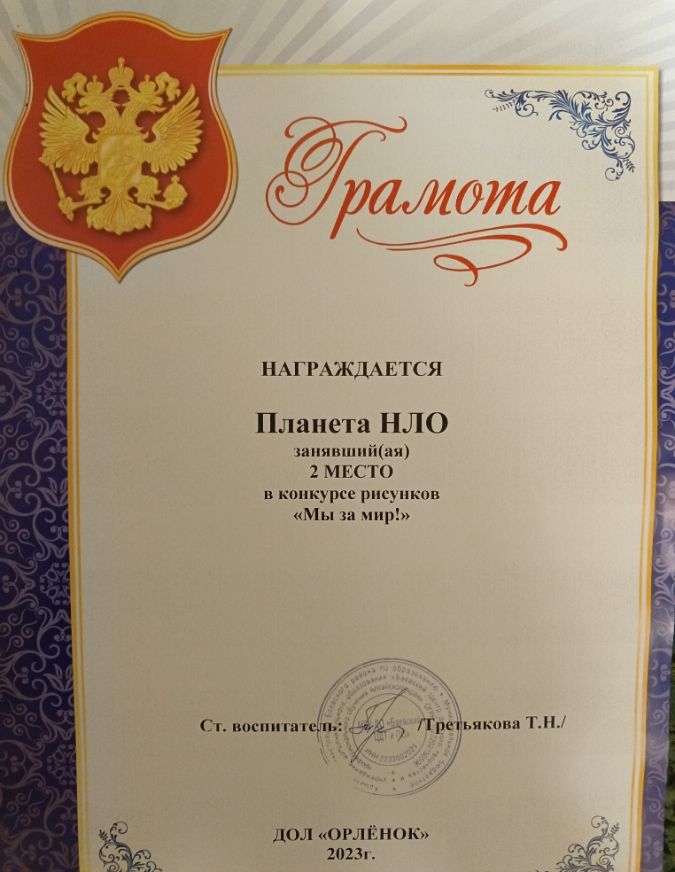 Грамота
НАГРАЖДАЕТСЯ
Планета НЛО
занявший(ая)
2 МЕСТО
в конкурсе рисунков
«Мы за мир!»
Ст. воспитатель: /Третьякова Т.Н./
ДОЛ «ОРЛЁНОК»
2023г.